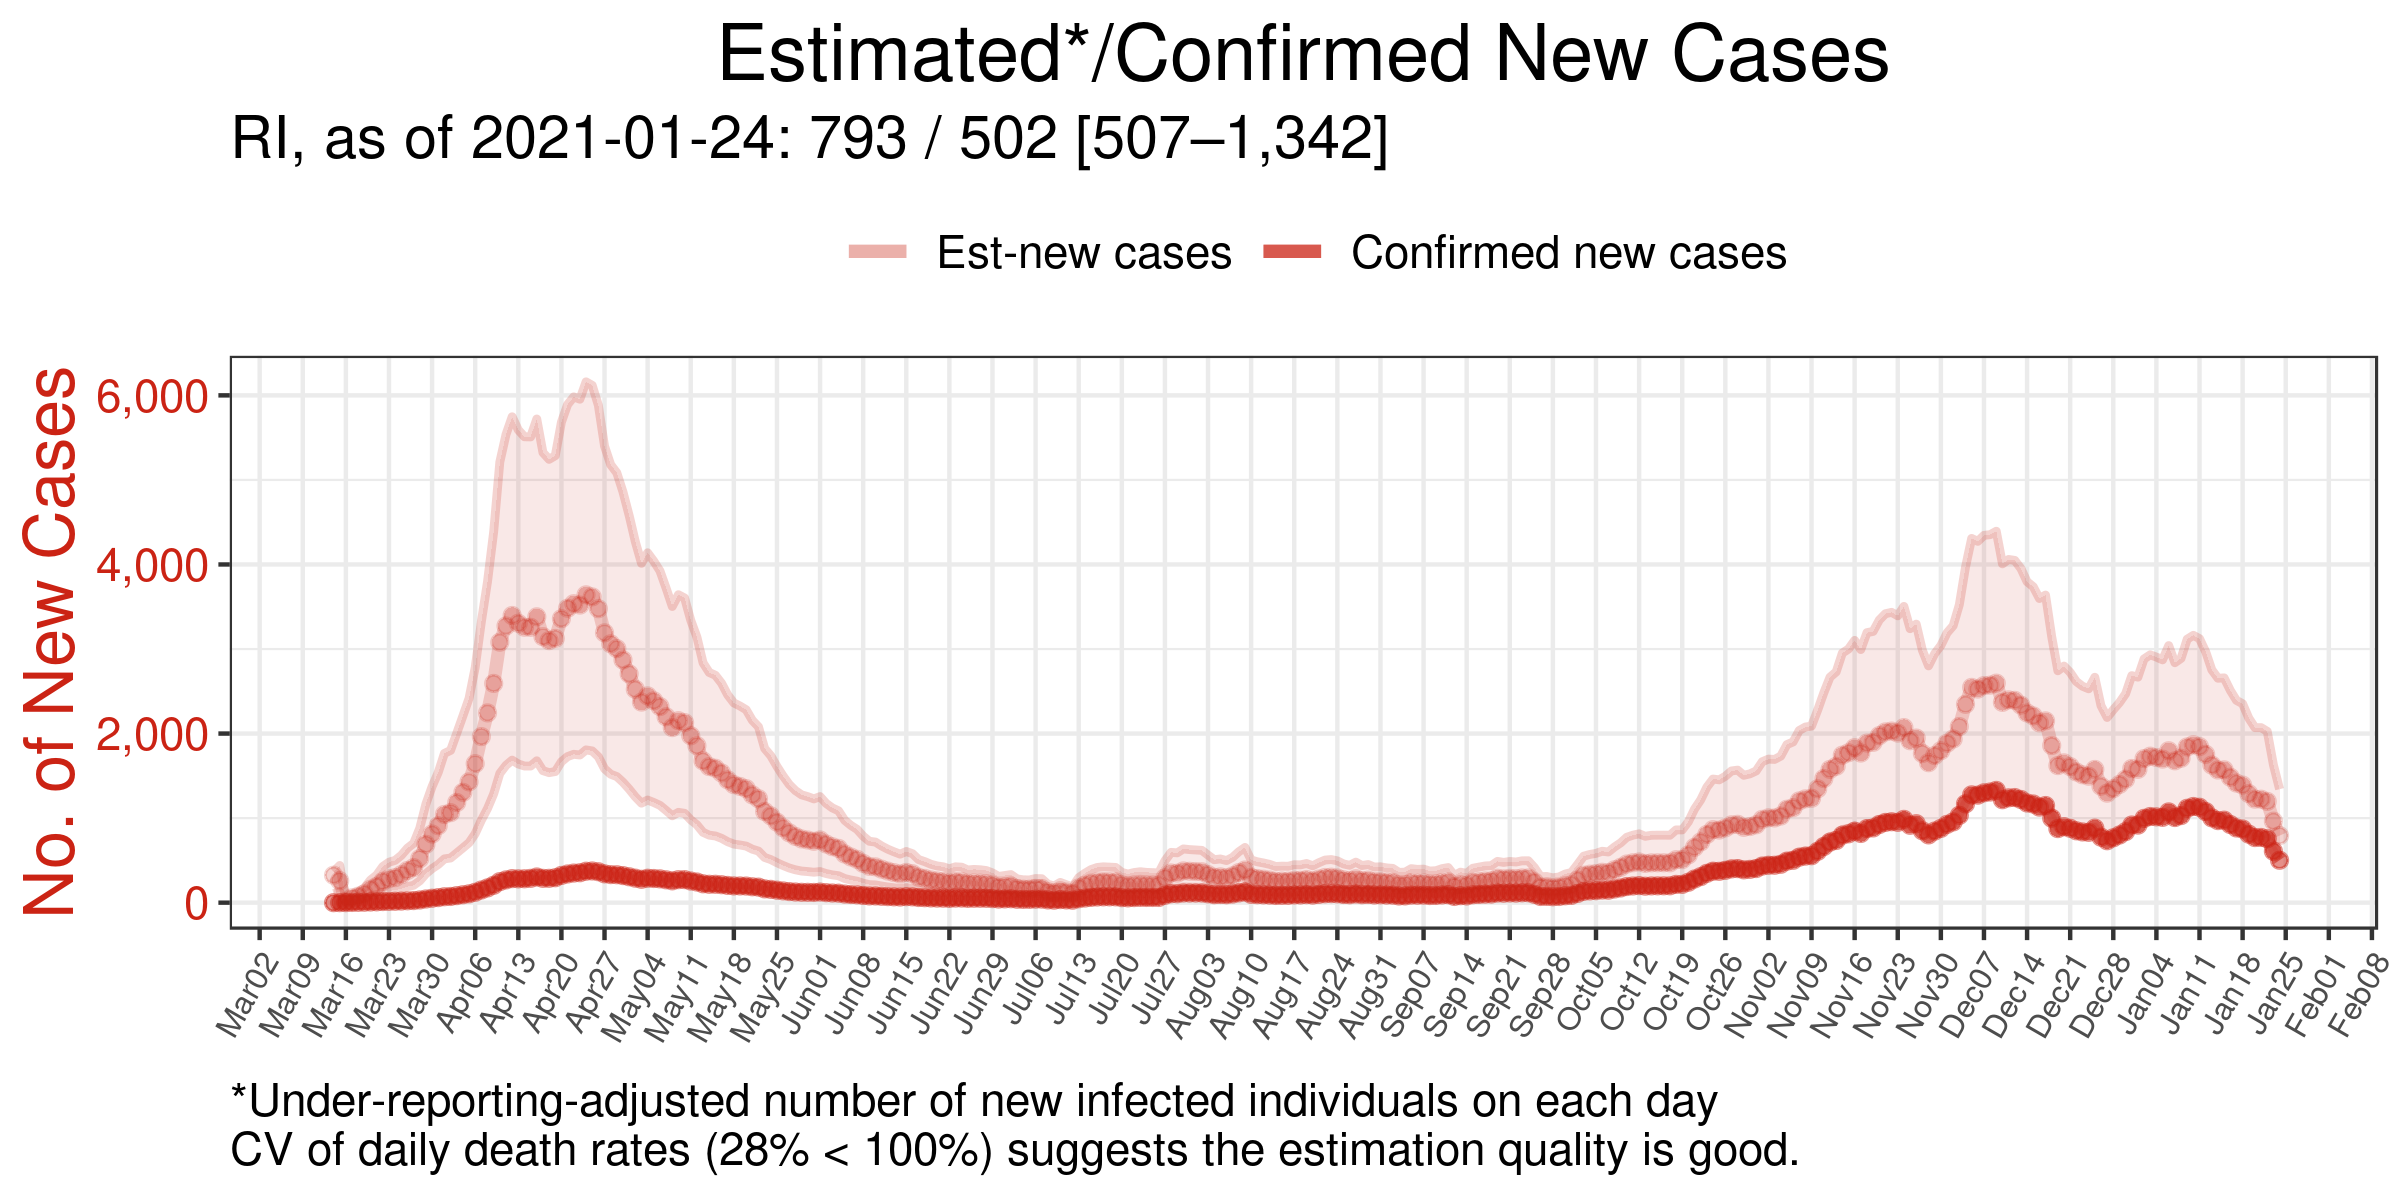 Estimated*/Confirmed New Cases
RI, as of 2021-01-24: 793 / 502 [507–1,342]
Est-new cases Confirmed new cases
No. of New Cases
6,000
4,000
2,000
0
Mar02 Mar09 Mar16 Mar23 Mar30 Apr06 Apr13 Apr20 Apr27 May04 May11 May18 May25 Jun01 Jun08 Jun15 Jun22 Jun29 Jul06 Jul13 Jul20 Jul27 Aug03 Aug10 Aug17 Aug24 Aug31 Sep07 Sep14 Sep21 Sep28 Oct05 Oct12 Oct19 Oct26 Nov02 Nov09 Nov16 Nov23 Nov30 Dec07 Dec14 Dec21 Dec28 Jan04 Jan11 Jan18 Jan25 Feb01 Feb08
*Under-reporting-adjusted number of new infected individuals on each day
CV of daily death rates (28% < 100%) suggests the estimation quality is good.